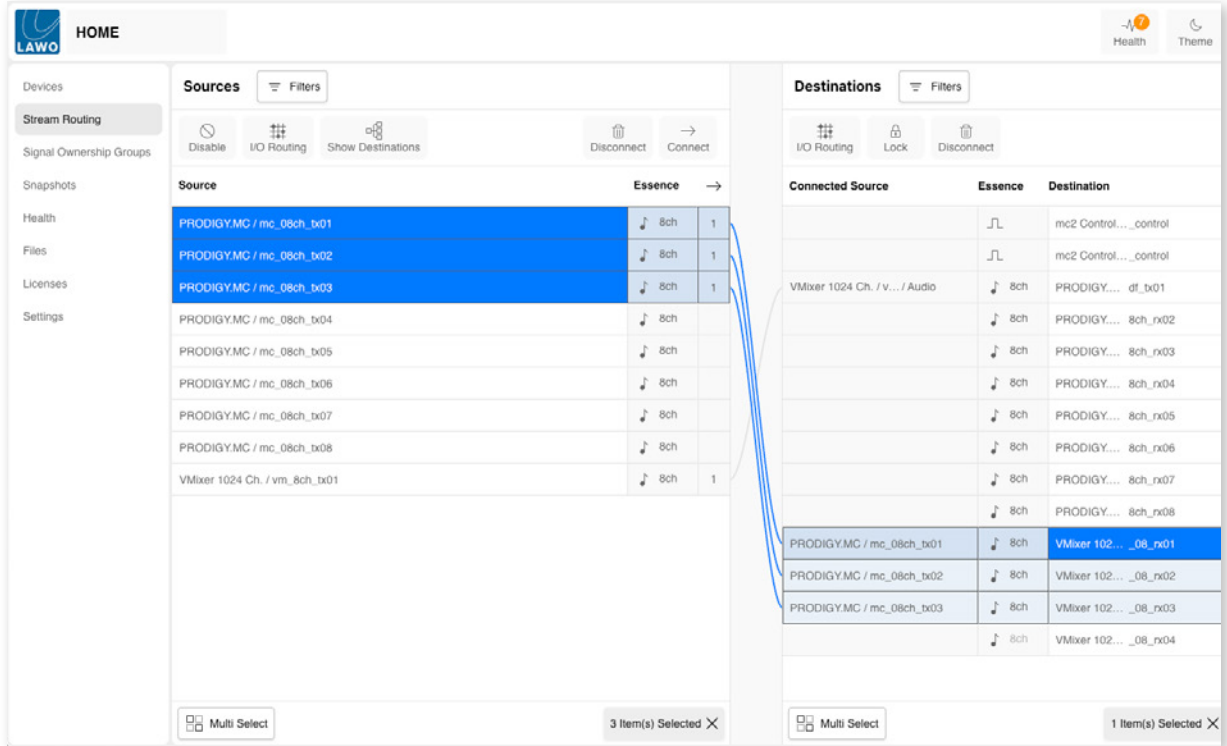 LAWO
HOME
7
Health
Theme
Devices
Stream Routing
Signal Ownership Groups
Snapshots
Health
Files
Licenses
Settings
Sources
Filters
Disable
I/O Routing
Show Destinations
Disconnect
Connect
Source Essence →
PRODIGY.MC / mc_08ch_tx01 8ch 1
PRODIGY.MC / mc_08ch_tx02 8ch 1
PRODIGY.MC / mc_08ch_tx03 8ch 1
PRODIGY.MC / mc_08ch_tx04 8ch
PRODIGY.MC / mc_08ch_tx05 8ch
PRODIGY.MC / mc_08ch_tx06 8ch
PRODIGY.MC / mc_08ch_tx07 8ch
PRODIGY.MC / mc_08ch_tx08 8ch
VMixer 1024 Ch. / vm_8ch_tx01 8ch 1
Multi Select
3 Item(s) Selected X
Destinations
Filters
I/O Routing
Lock
Disconnect
Connected Source Essence Destination
mc2 Control... _control
mc2 Control... _control
VMixer 1024 Ch. / v... / Audio 8ch PRODIGY.... df_tx01
8ch PRODIGY.... 8ch_rx02
8ch PRODIGY.... 8ch_rx03
8ch PRODIGY.... 8ch_rx04
8ch PRODIGY.... 8ch_rx05
8ch PRODIGY.... 8ch_rx06
8ch PRODIGY.... 8ch_rx07
8ch PRODIGY.... 8ch_rx08
PRODIGY.MC / mc_08ch_tx01 8ch VMixer 102... _08_rx01
PRODIGY.MC / mc_08ch_tx02 8ch VMixer 102... _08_rx02
PRODIGY.MC / mc_08ch_tx03 8ch VMixer 102... _08_rx03
8ch VMixer 102... _08_rx04
Multi Select
1 Item(s) Selected X